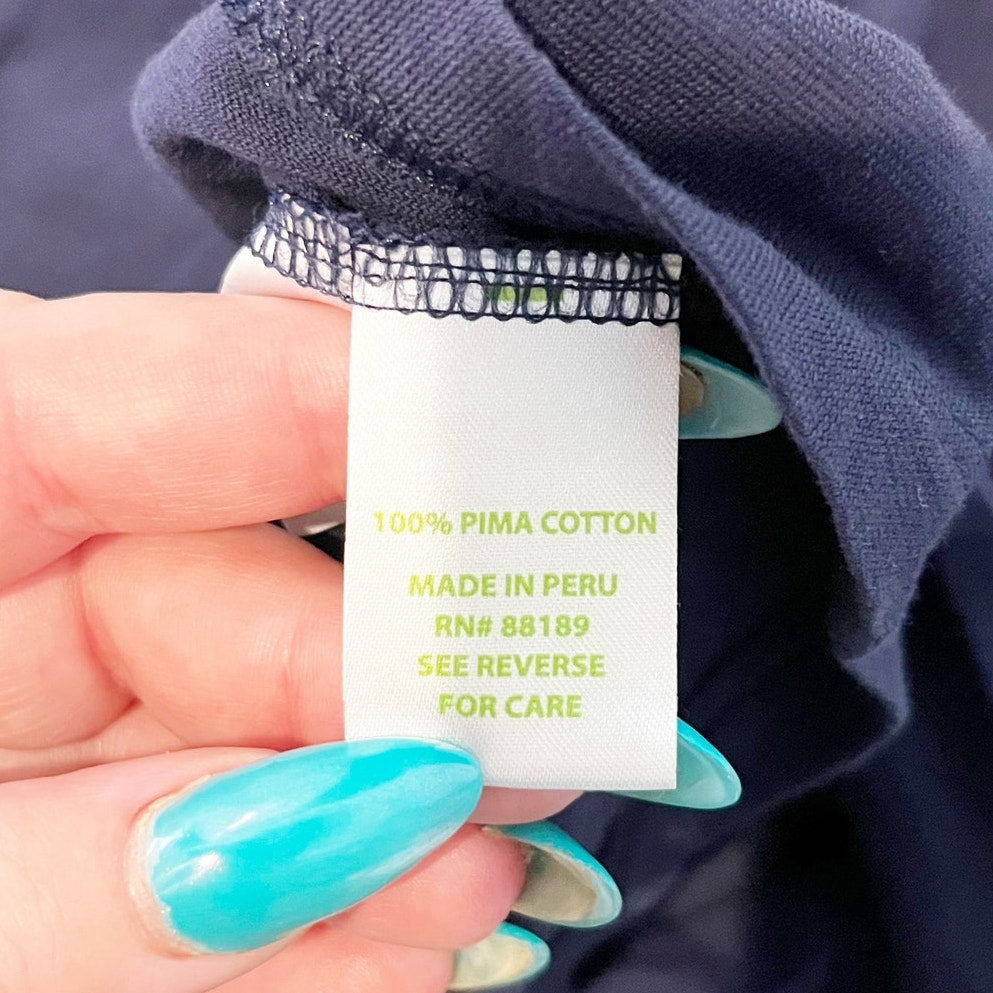 100% PIMA COTTON
MADE IN PERU
RN# 88189
SEE REVERSE
FOR CARE